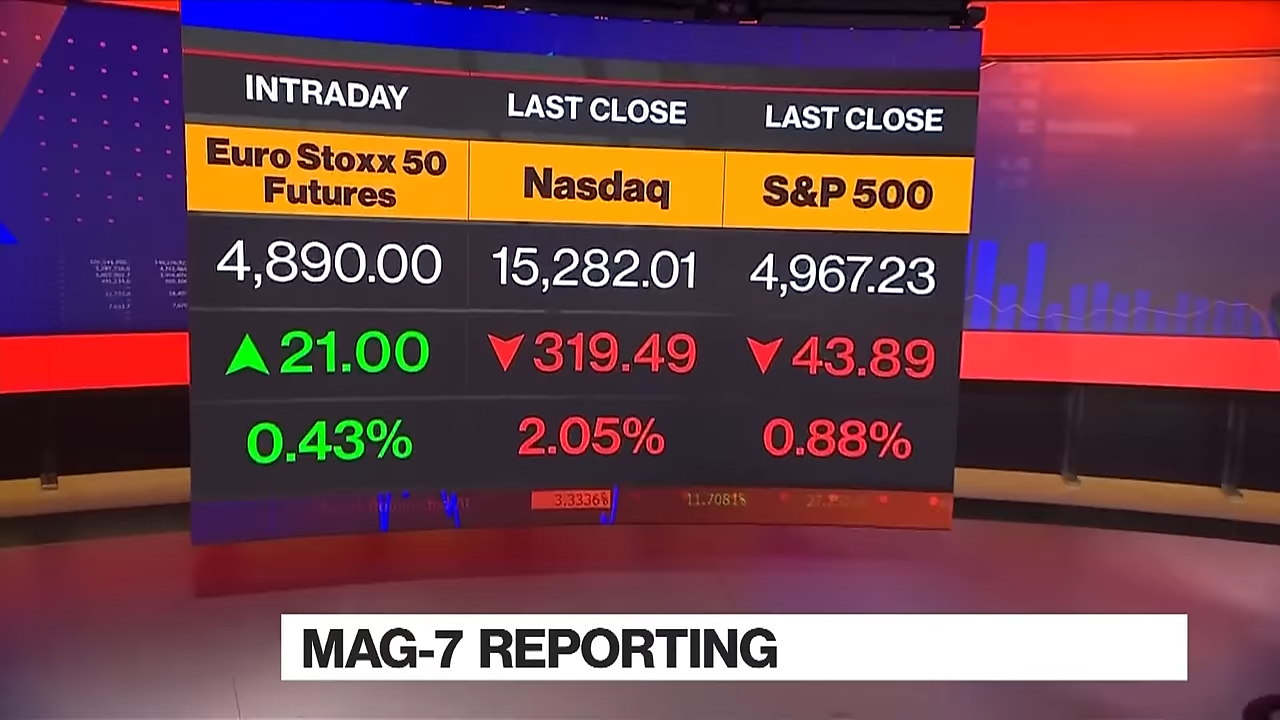 INTRADAY
LAST CLOSE
LAST CLOSE
Euro Stoxx 50
Futures
Nasdaq
S&P 500
4,890.00
15,282.01
4,967.23
▲21.00
▼319.49
▼43.89
0.43%
2.05%
0.88%
3.3336%
11.7081%
MAG-7 REPORTING